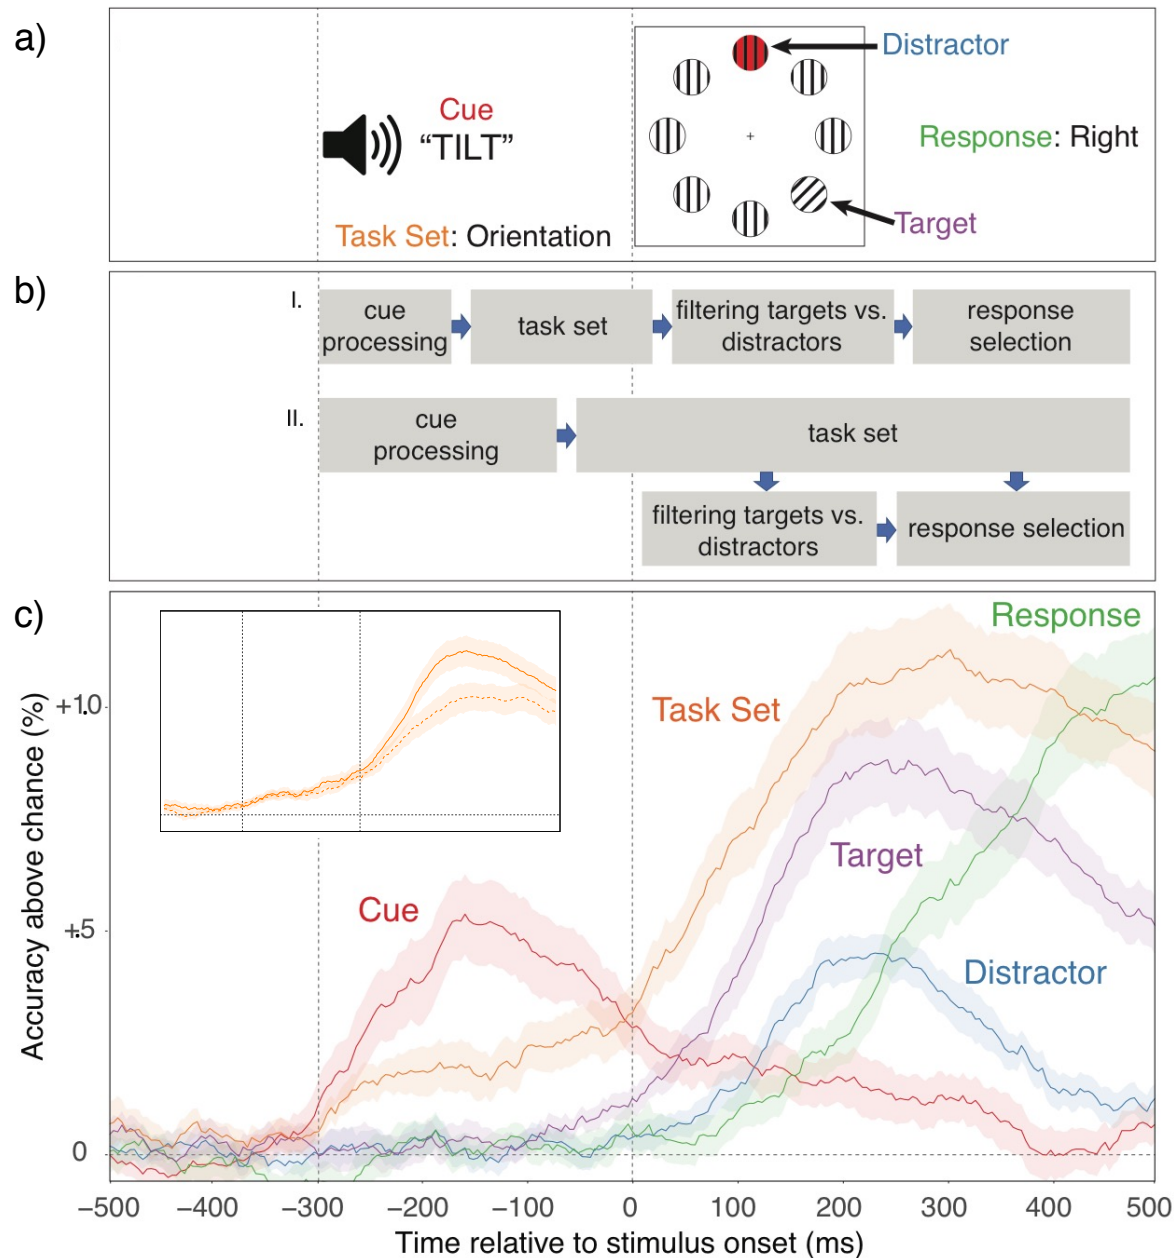 a)
Distractor
Cue
“TILT”
Response: Right
Target
Task Set: Orientation
b)
I.
cue
processing
task set
filtering targets vs.
distractors
response
selection
II.
cue
processing
task set
filtering targets vs.
distractors
response selection
c)
Response
Task Set
Target
Cue
Distractor
Accuracy above chance (%)
+1.0
+.5
0
−500
−400
−300
−200
−100
0
100
200
300
400
500
Time relative to stimulus onset (ms)